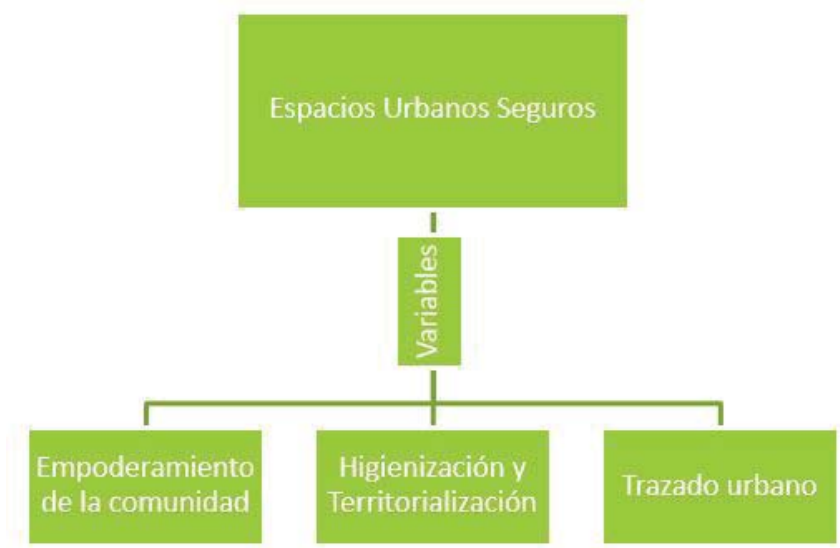 Espacios Urbanos Seguros
Variables
Empoderamiento
de la comunidad
Higienización y
Territorialización
Trazado urbano